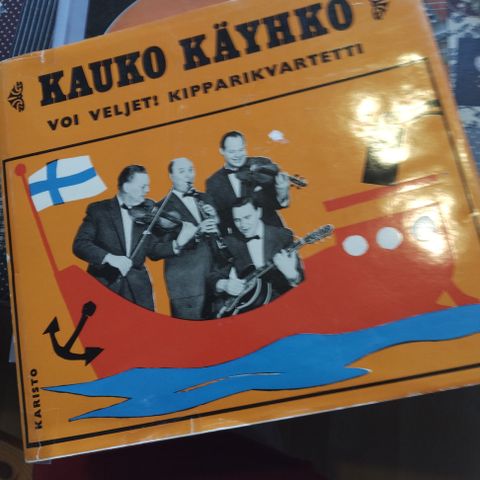 KAUKO KÄYHKÖ
VOI VELJET! KIPPARIKVARTETTI
KARISTO